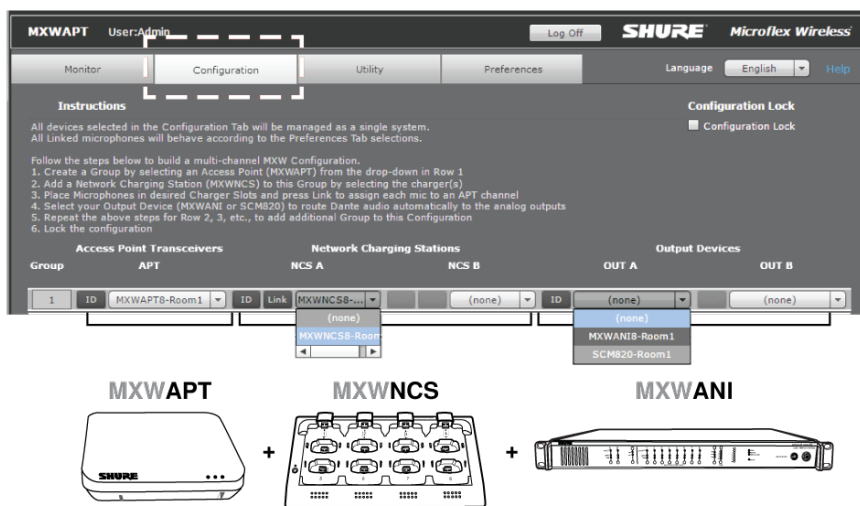 MXWAPT User:Admin Log Off SHURE Microflex Wireless
Monitor Configuration Utility Preferences Language English Help
Instructions Configuration Lock
All devices selected in the Configuration Tab will be managed as a single system. Configuration Lock
All Linked microphones will behave according to the Preferences Tab selections.
Follow the steps below to build a multi-channel MXW Configuration.
1. Create a Group by selecting an Access Point (MXWAPT) from the drop-down in Row 1
2. Add a Network Charging Station (MXWNCS) to this Group by selecting the charger(s)
3. Place Microphones in desired Charger Slots and press Link to assign each mic to an APT channel
4. Select your Output Device (MXWANI or SCM820) to route Dante audio automatically to the analog outputs
5. Repeat the above steps for Row 2, 3, etc., to add additional Group to this Configuration
6. Lock the configuration
Access Point Transceivers Network Charging Stations Output Devices
Group APT NCS A NCS B OUT A OUT B
1 ID MXWAPT8-Room1 ID Link MXWNCS8-... (none) ID (none) (none)
(none) (none)
MXWNCS8-Room MXWANI8-Room1
SCM820-Room1
MXWAPT MXWNCS MXWANI
+ +
SHURE
5 6 7 8